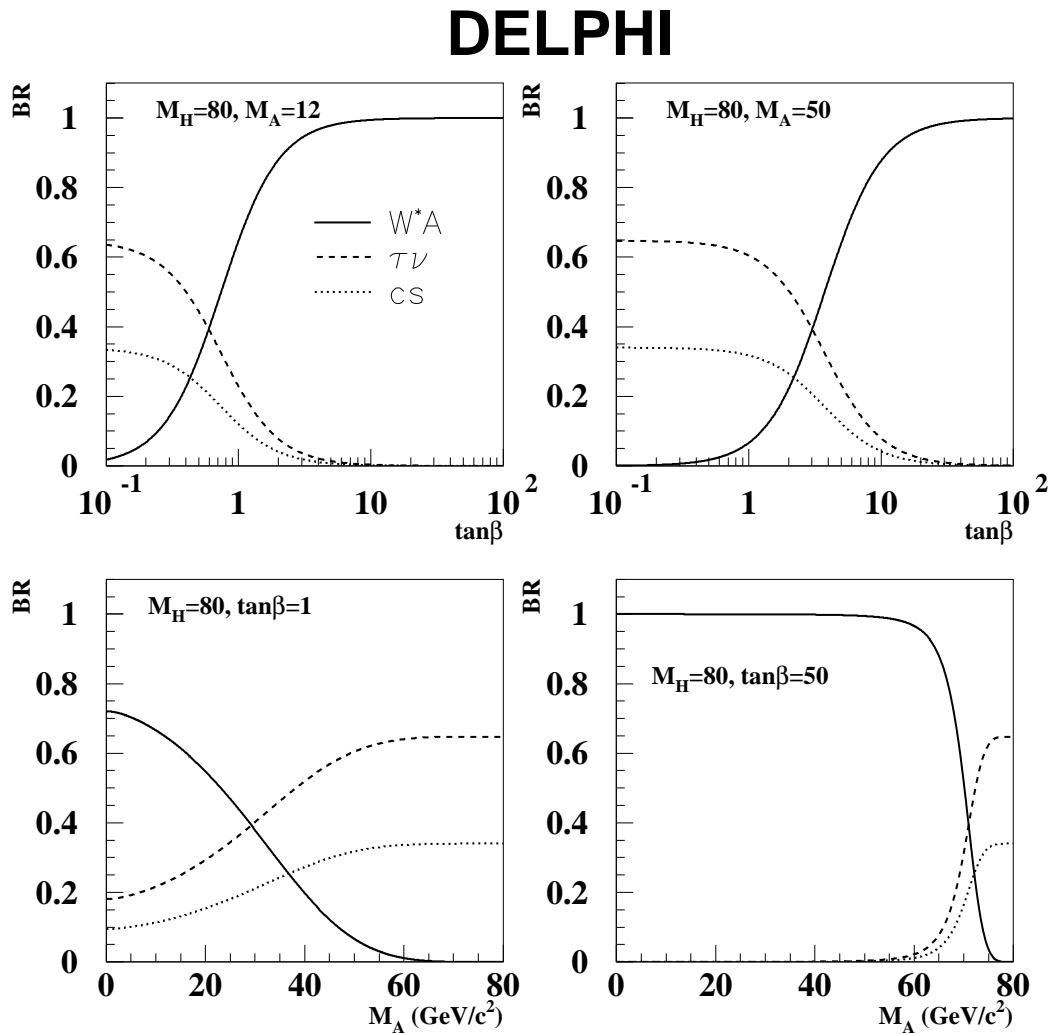 DELPHI
BR
M_H=80, M_A=12
1
0.8
0.6
0.4
0.2
0
W*A
τν
cs
10^-1
1
10
10^2
tanβ
BR
M_H=80, M_A=50
1
0.8
0.6
0.4
0.2
0
10^-1
1
10
10^2
tanβ
BR
M_H=80, tanβ=1
1
0.8
0.6
0.4
0.2
0
0
20
40
60
80
M_A (GeV/c^2)
BR
M_H=80, tanβ=50
1
0.8
0.6
0.4
0.2
0
0
20
40
60
80
M_A (GeV/c^2)